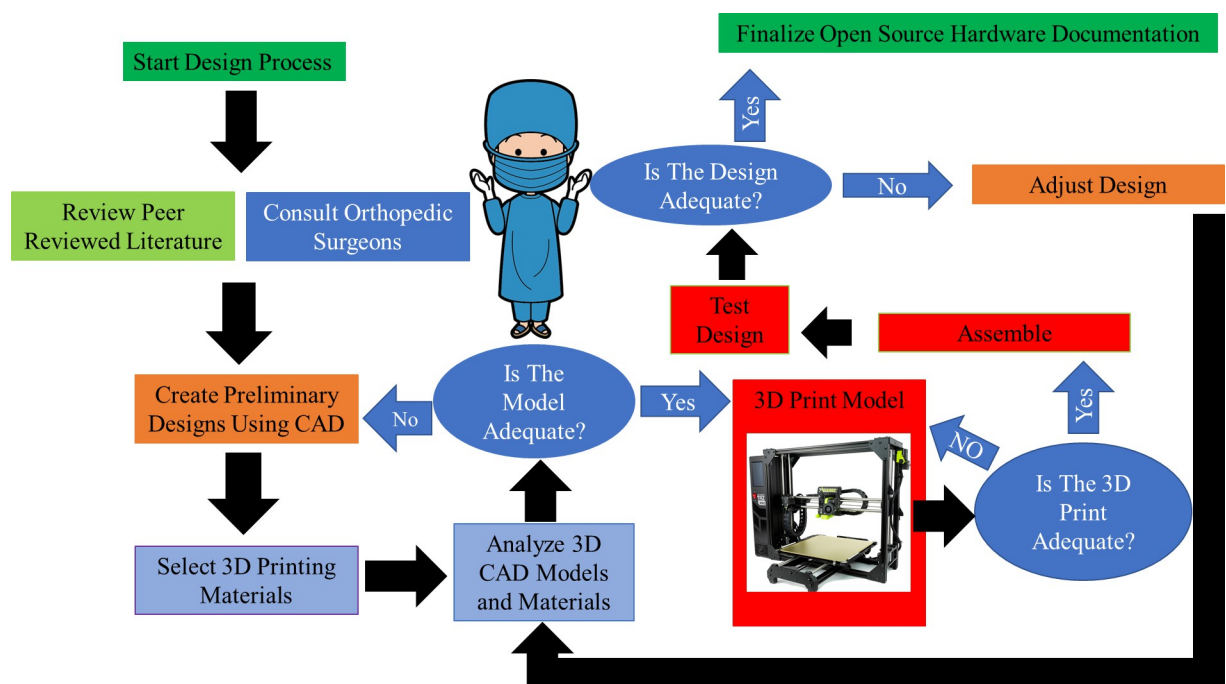 Start Design Process
Review Peer
Reviewed Literature
Consult Orthopedic
Surgeons
Create Preliminary
Designs Using CAD
Select 3D Printing
Materials
Analyze 3D
CAD Models
and Materials
Is The
Model
Adequate?
No
Yes
3D Print Model
Is The 3D
Print
Adequate?
NO
Yes
Assemble
Test
Design
Is The Design
Adequate?
No
Adjust Design
Yes
Finalize Open Source Hardware Documentation